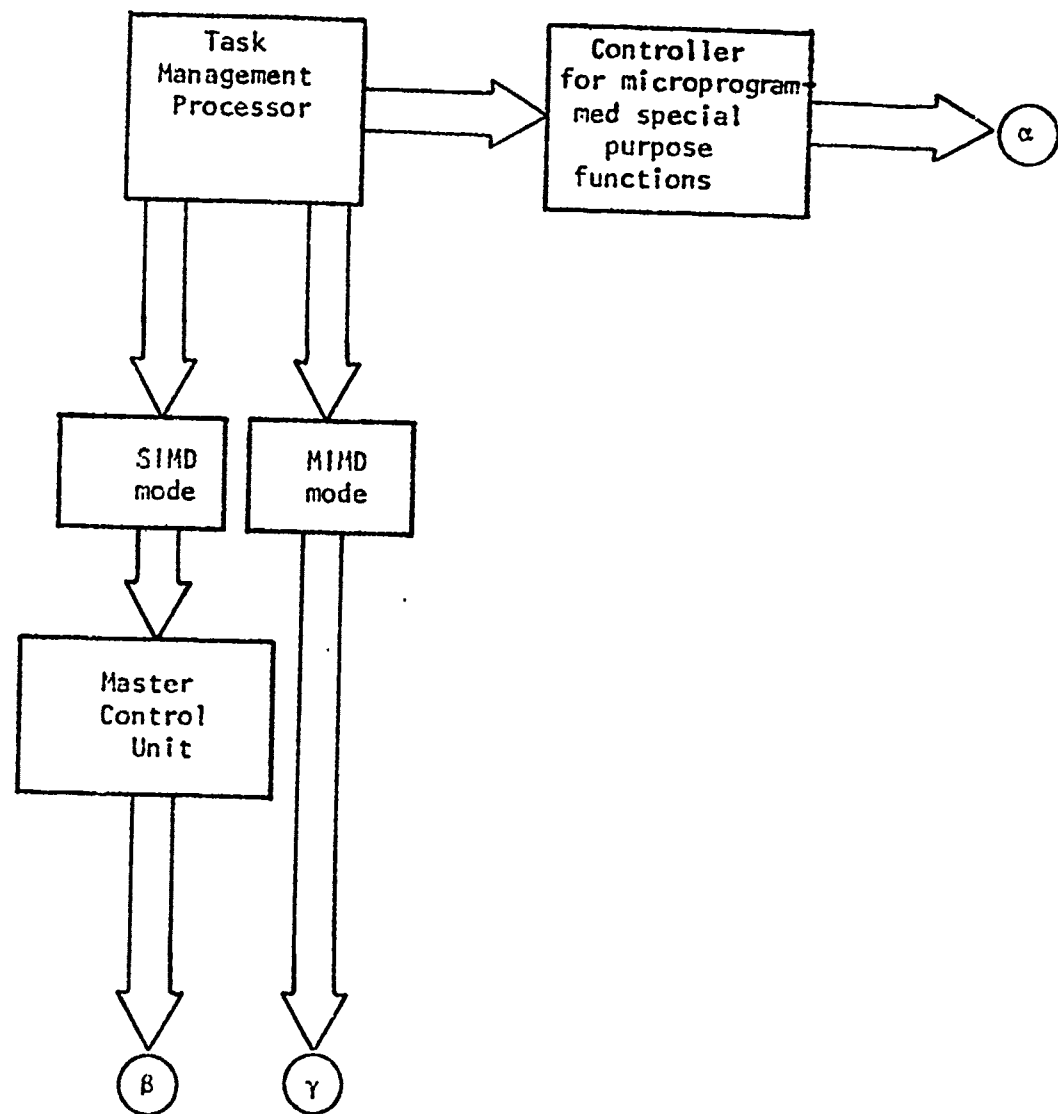 Task
Management
Processor
Controller
for microprogram-
med special
purpose
functions
α
SIMD
mode
MIMD
mode
Master
Control
Unit
β
γ